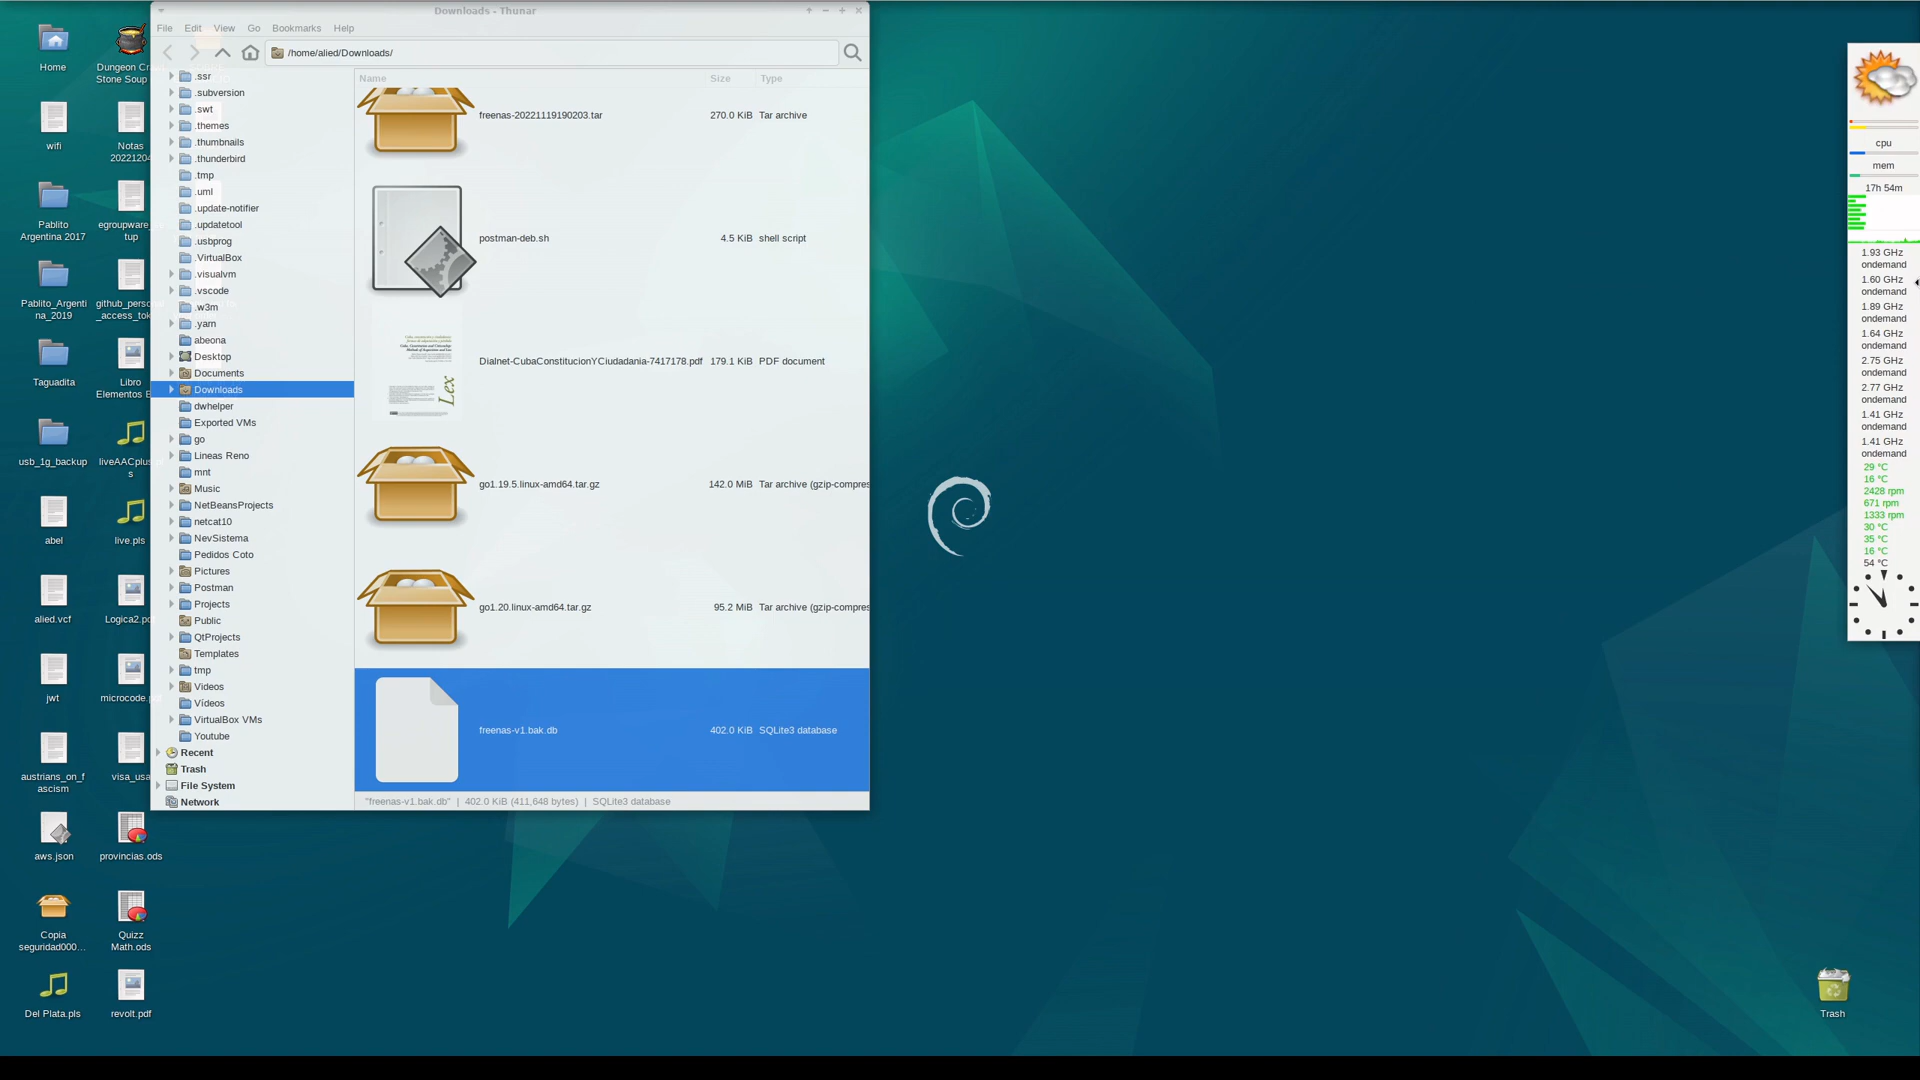 Downloads - Thunar
File Edit View Go Bookmarks Help
/home/alied/Downloads/
Name Size Type
.ssr
.subversion
.swt
.themes
.thumbnails
.thunderbird
.tmp
.uml
.update-notifier
.updatetool
.usbprog
.VirtualBox
.visualvm
.vscode
.w3m
.yarn
abeona
Desktop
Documents
Downloads
dwhelper
Exported VMs
go
Lineas Reno
mnt
Music
NetBeansProjects
netcat10
NevSistema
Pedidos Coto
Pictures
Postman
Projects
Public
QtProjects
Templates
tmp
Videos
Vídeos
VirtualBox VMs
Youtube
Recent
Trash
File System
Network
freenas-20221119190203.tar 270.0 KiB Tar archive
postman-deb.sh 4.5 KiB shell script
Lex
Dialnet-CubaConstitucionYCiudadania-7417178.pdf 179.1 KiB PDF document
go1.19.5.linux-amd64.tar.gz 142.0 MiB Tar archive (gzip-compres
go1.20.linux-amd64.tar.gz 95.2 MiB Tar archive (gzip-compres
freenas-v1.bak.db 402.0 KiB SQLite3 database
"freenas-v1.bak.db" | 402.0 KiB (411,648 bytes) | SQLite3 database
Home
wifi
Pablito
Argentina 2017
Pablito_Argenti
na_2019
Taguadita
usb_1g_backup
abel
alied.vcf
jwt
austrians_on_f
ascism
aws.json
Copia
seguridad000...
Del Plata.pls
Dungeon Cra
Stone Soup
Notas
20221204
egroupware_
tup
github_perso
_access_tok
Libro
Elementos B
liveAACplus
s
live.pls
Logica2.p
microcode.
visa_usa
provincias.ods
Quizz
Math.ods
revolt.pdf
cpu
mem
17h 54m
1.93 GHz
ondemand
1.60 GHz
ondemand
1.89 GHz
ondemand
1.64 GHz
ondemand
2.75 GHz
ondemand
2.77 GHz
ondemand
1.41 GHz
ondemand
1.41 GHz
ondemand
29 °C
16 °C
2428 rpm
671 rpm
1333 rpm
30 °C
35 °C
16 °C
54 °C
Trash